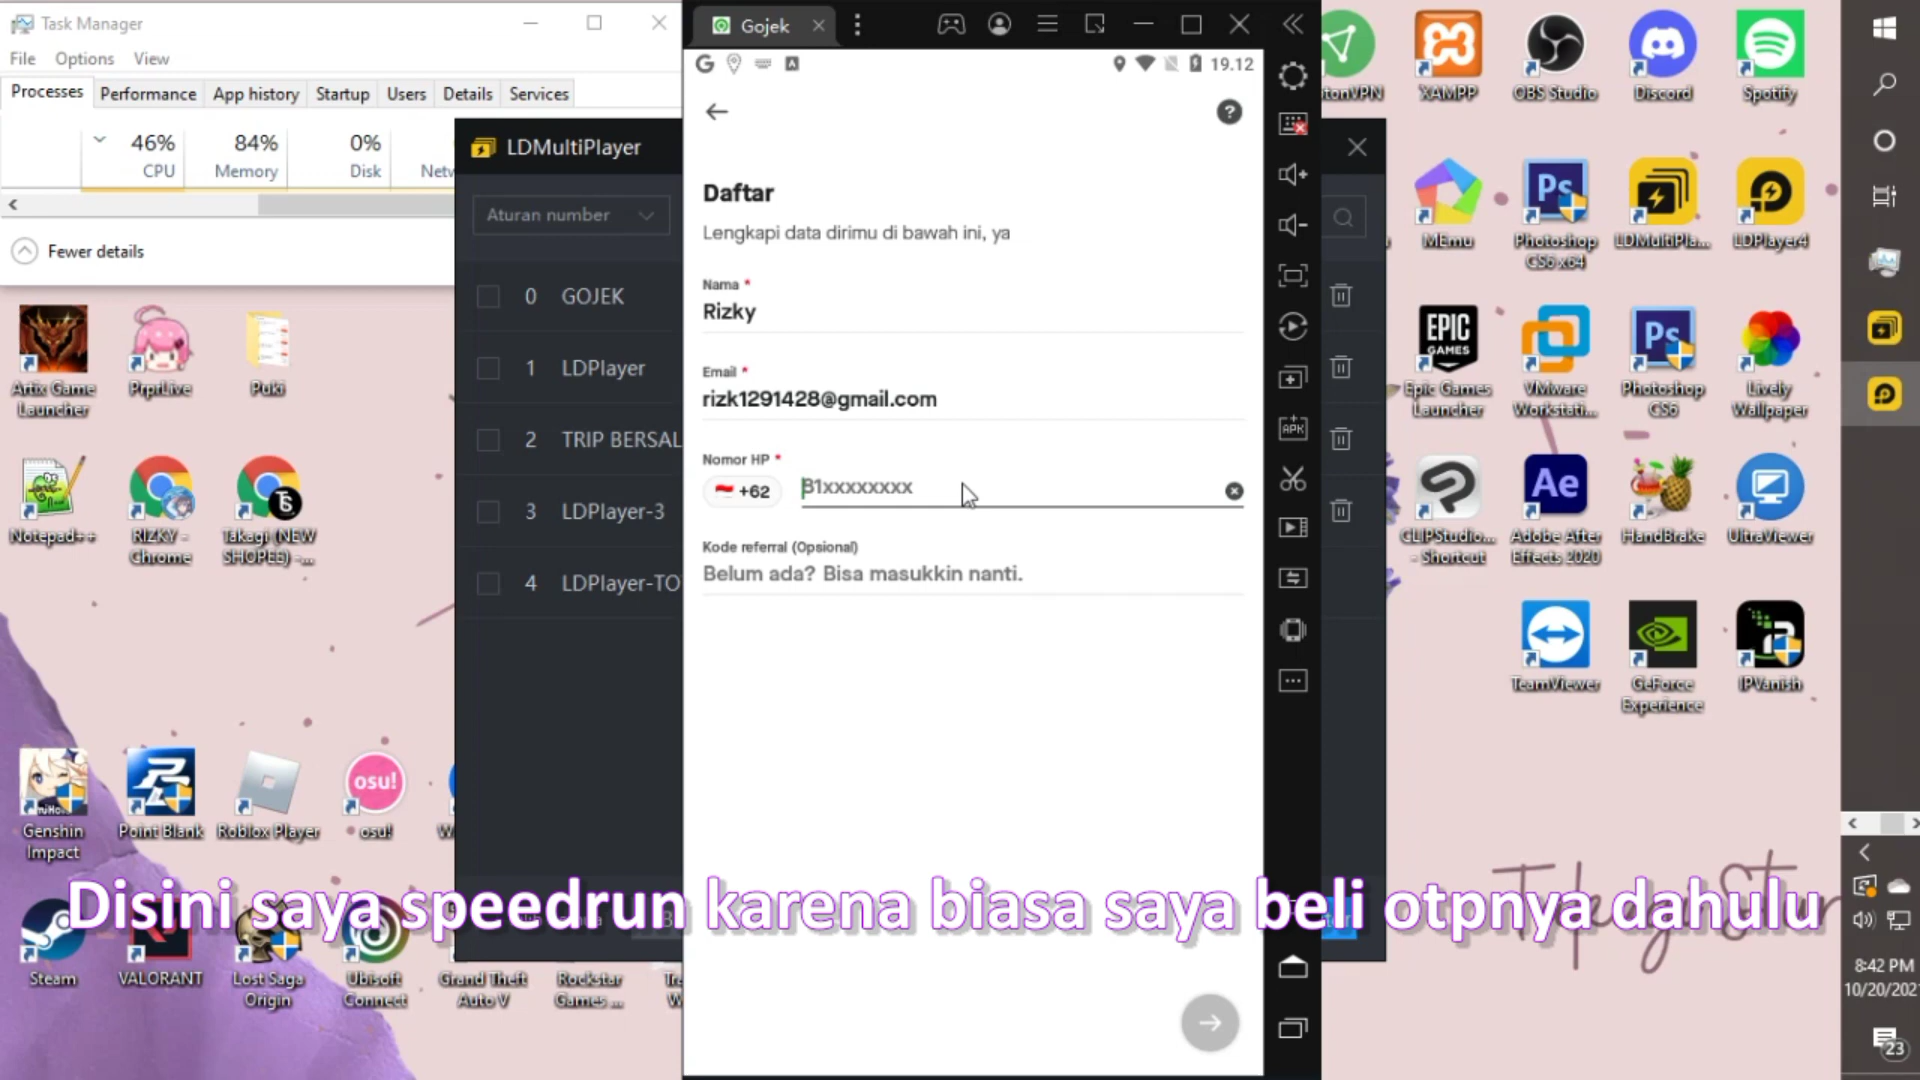 Task Manager
File Options View
Processes Performance App history Startup Users Details Services
46% 84% 0%
CPU Memory Disk Netw
Fewer details
LDMultiPlayer
Aturan number
0 GOJEK
1 LDPlayer
2 TRIP BERSAL
3 LDPlayer-3
4 LDPlayer-TO
Gojek
19.12
Daftar
Lengkapi data dirimu di bawah ini, ya
Nama *
Rizky
Email *
rizk1291428@gmail.com
Nomor HP *
+62 81xxxxxxxx
Kode referral (Opsional)
Belum ada? Bisa masukkin nanti.
APK
tonVPN XAMPP OBS Studio Discord Spotify
MEmu Photoshop CS6 x64 LDMultiPla... LDPlayer4
Epic Games Launcher VMware Workstati... Photoshop CS6 Lively Wallpaper
CLIPStudio... - Shortcut Adobe After Effects 2020 HandBrake UltraViewer
TeamViewer GeForce Experience IPVanish
Artix Game Launcher PrprLive Puki
Notepad++ RIZKY - Chrome Takagi (NEW SHOPEE) -...
Genshin Impact Point Blank Roblox Player osu!
Disini saya speedrun karena biasa saya beli otpnya dahulu
Steam VALORANT Lost Saga Origin Ubisoft Connect Grand Theft Auto V Rockstar Games ...
8:42 PM
10/20/202
23